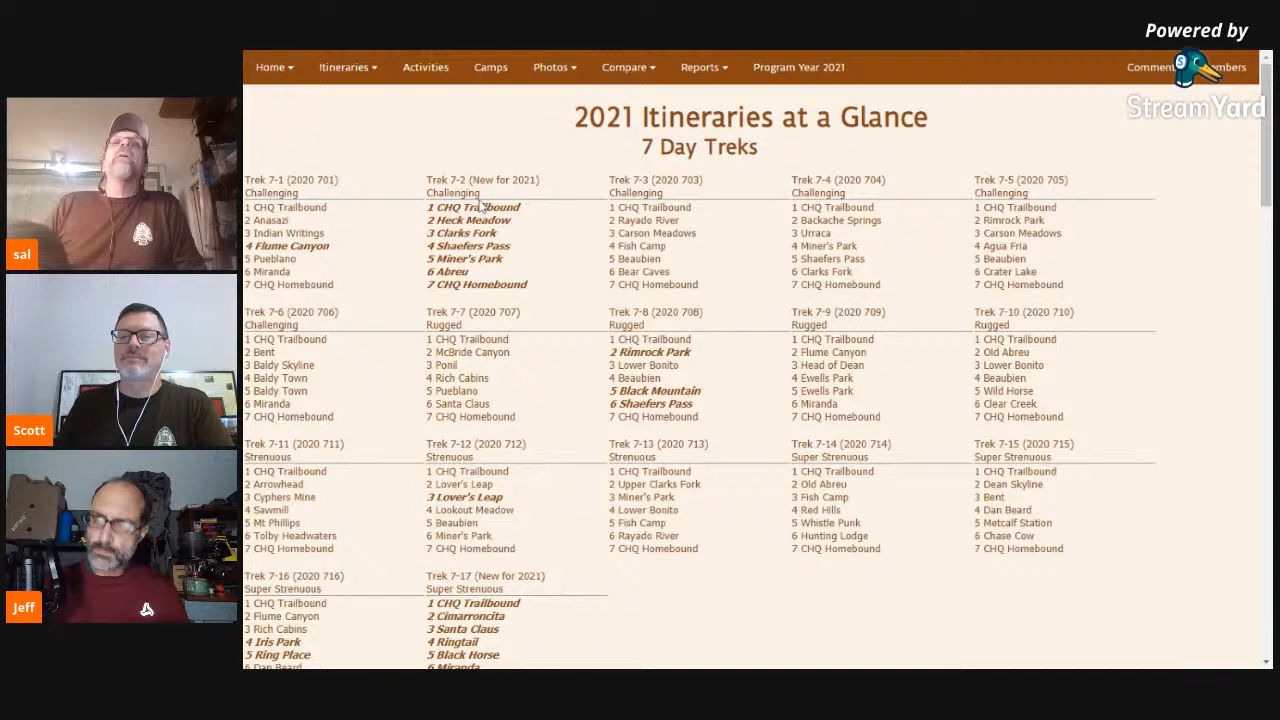 Powered by
StreamYard
Home Itineraries Activities Camps Photos Compare Reports Program Year 2021
2021 Itineraries at a Glance
7 Day Treks
Trek 7-1 (2020 701)
Challenging
1 CHQ Trailbound
2 Anasazi
3 Indian Writings
4 Flume Canyon
5 Pueblano
6 Miranda
7 CHQ Homebound
Trek 7-2 (New for 2021)
Challenging
1 CHQ Trailbound
2 Heck Meadow
3 Clarks Fork
4 Shaefers Pass
5 Miner's Park
6 Abreu
7 CHQ Homebound
Trek 7-3 (2020 703)
Challenging
1 CHQ Trailbound
2 Rayado River
3 Carson Meadows
4 Fish Camp
5 Beaubien
6 Bear Caves
7 CHQ Homebound
Trek 7-4 (2020 704)
Challenging
1 CHQ Trailbound
2 Backache Springs
3 Urraca
4 Miner's Park
5 Shaefers Pass
6 Clarks Fork
7 CHQ Homebound
Trek 7-5 (2020 705)
Challenging
1 CHQ Trailbound
2 Rimrock Park
3 Carson Meadows
4 Agua Fria
5 Beaubien
6 Crater Lake
7 CHQ Homebound
Trek 7-6 (2020 706)
Challenging
1 CHQ Trailbound
2 Bent
3 Baldy Skyline
4 Baldy Town
5 Baldy Town
6 Miranda
7 CHQ Homebound
Trek 7-7 (2020 707)
Rugged
1 CHQ Trailbound
2 McBride Canyon
3 Ponil
4 Rich Cabins
5 Pueblano
6 Santa Claus
7 CHQ Homebound
Trek 7-8 (2020 708)
Rugged
1 CHQ Trailbound
2 Rimrock Park
3 Lower Bonito
4 Beaubien
5 Black Mountain
6 Shaefers Pass
7 CHQ Homebound
Trek 7-9 (2020 709)
Rugged
1 CHQ Trailbound
2 Flume Canyon
3 Head of Dean
4 Ewells Park
5 Ewells Park
6 Miranda
7 CHQ Homebound
Trek 7-10 (2020 710)
Rugged
1 CHQ Trailbound
2 Old Abreu
3 Lower Bonito
4 Beaubien
5 Wild Horse
6 Clear Creek
7 CHQ Homebound
Trek 7-11 (2020 711)
Strenuous
1 CHQ Trailbound
2 Arrowhead
3 Cyphers Mine
4 Sawmill
5 Mt Phillips
6 Tolby Headwaters
7 CHQ Homebound
Trek 7-12 (2020 712)
Strenuous
1 CHQ Trailbound
2 Lover's Leap
3 Lover's Leap
4 Lookout Meadow
5 Beaubien
6 Miner's Park
7 CHQ Homebound
Trek 7-13 (2020 713)
Strenuous
1 CHQ Trailbound
2 Upper Clarks Fork
3 Miner's Park
4 Lower Bonito
5 Fish Camp
6 Rayado River
7 CHQ Homebound
Trek 7-14 (2020 714)
Super Strenuous
1 CHQ Trailbound
2 Old Abreu
3 Fish Camp
4 Red Hills
5 Whistle Punk
6 Hunting Lodge
7 CHQ Homebound
Trek 7-15 (2020 715)
Super Strenuous
1 CHQ Trailbound
2 Dean Skyline
3 Bent
4 Dan Beard
5 Metcalf Station
6 Chase Cow
7 CHQ Homebound
Trek 7-16 (2020 716)
Super Strenuous
1 CHQ Trailbound
2 Flume Canyon
3 Rich Cabins
4 Iris Park
5 Ring Place
6 Dan Beard
Trek 7-17 (New for 2021)
Super Strenuous
1 CHQ Trailbound
2 Cimarroncita
3 Santa Claus
4 Ringtail
5 Black Horse
6 Miranda
sal
Scott
Jeff